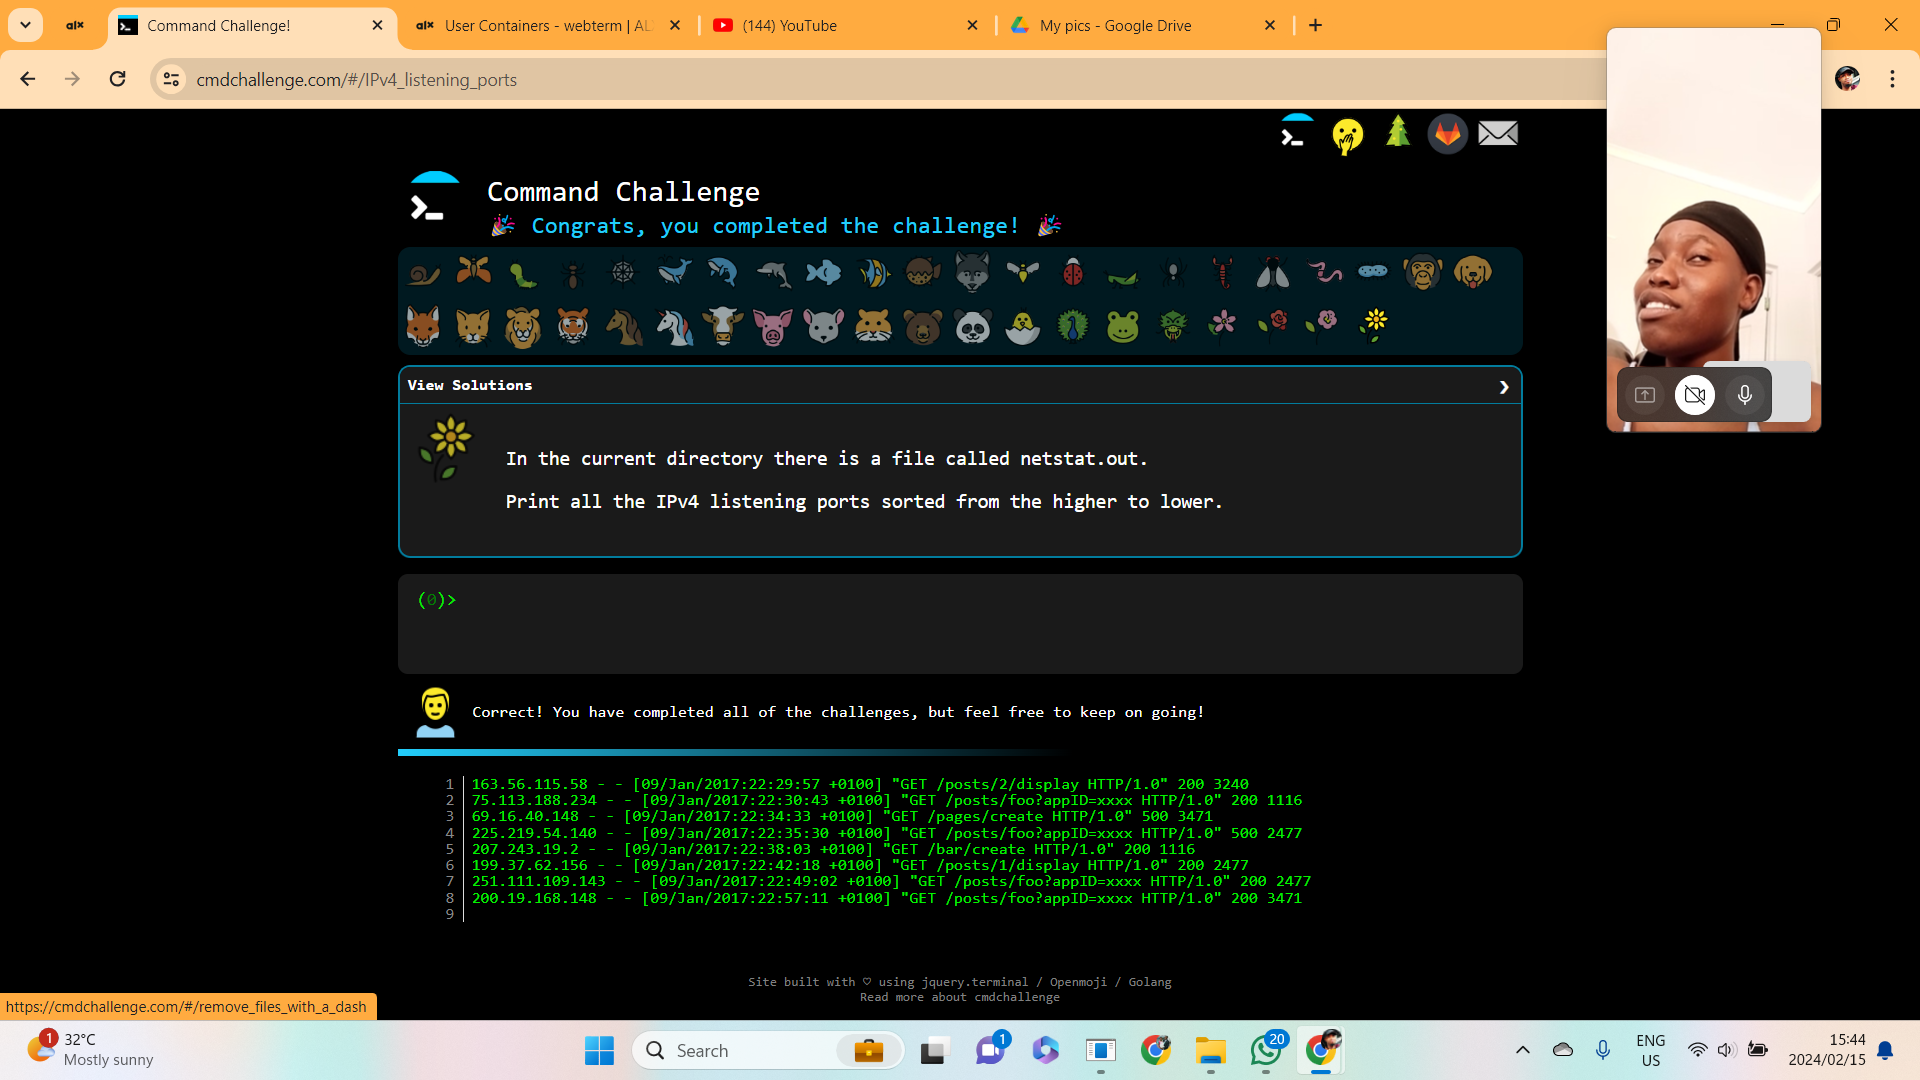 alx
Command Challenge!
alx
User Containers - webterm | AL
(144) YouTube
My pics - Google Drive
cmdchallenge.com/#/IPv4_listening_ports
Command Challenge
Congrats, you completed the challenge!
View Solutions
In the current directory there is a file called netstat.out.
Print all the IPv4 listening ports sorted from the higher to lower.
(0)>
Correct! You have completed all of the challenges, but feel free to keep on going!
1 163.56.115.58 - - [09/Jan/2017:22:29:57 +0100] "GET /posts/2/display HTTP/1.0" 200 3240
2 75.113.188.234 - - [09/Jan/2017:22:30:43 +0100] "GET /posts/foo?appID=xxxx HTTP/1.0" 200 1116
3 69.16.40.148 - - [09/Jan/2017:22:34:33 +0100] "GET /pages/create HTTP/1.0" 500 3471
4 225.219.54.140 - - [09/Jan/2017:22:35:30 +0100] "GET /posts/foo?appID=xxxx HTTP/1.0" 500 2477
5 207.243.19.2 - - [09/Jan/2017:22:38:03 +0100] "GET /bar/create HTTP/1.0" 200 1116
6 199.37.62.156 - - [09/Jan/2017:22:42:18 +0100] "GET /posts/1/display HTTP/1.0" 200 2477
7 251.111.109.143 - - [09/Jan/2017:22:49:02 +0100] "GET /posts/foo?appID=xxxx HTTP/1.0" 200 2477
8 200.19.168.148 - - [09/Jan/2017:22:57:11 +0100] "GET /posts/foo?appID=xxxx HTTP/1.0" 200 3471
9
Site built with ♡ using jquery.terminal / Openmoji / Golang
Read more about cmdchallenge
https://cmdchallenge.com/#/remove_files_with_a_dash
1
32°C
Mostly sunny
Search
1
20
ENG
US
15:44
2024/02/15